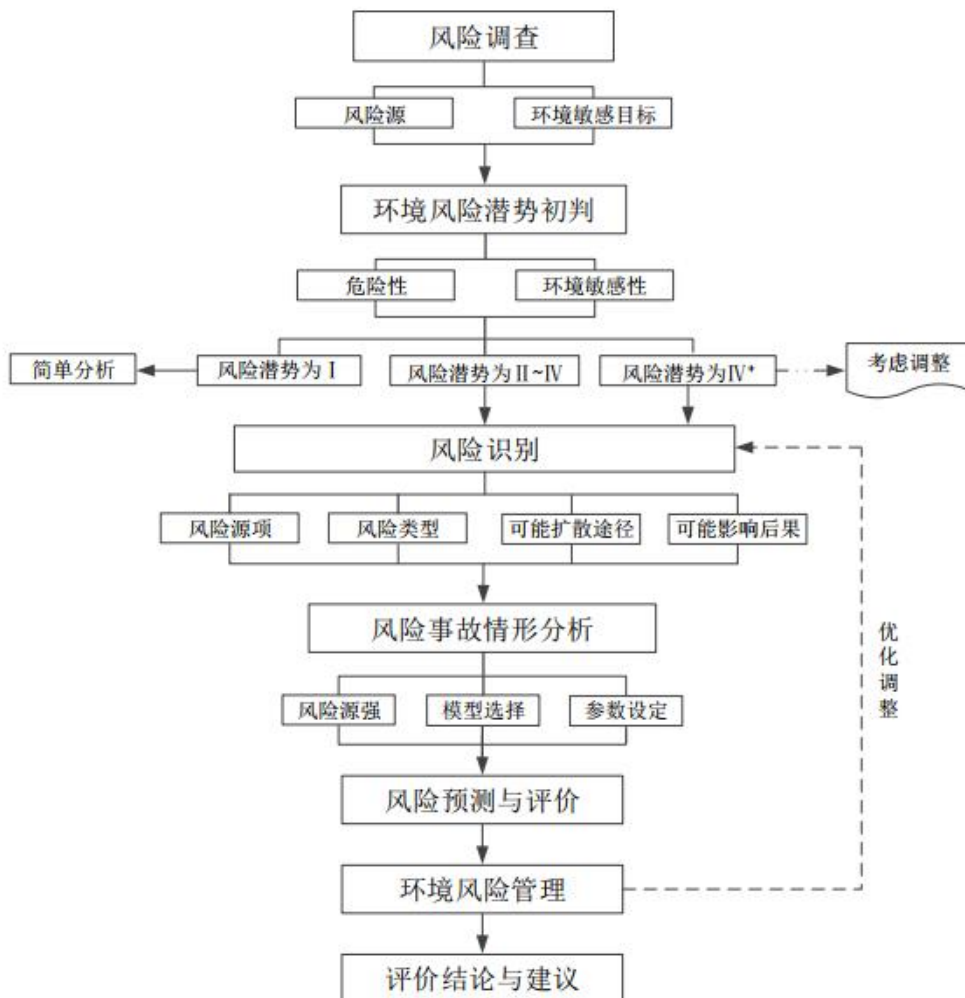 风险调查
风险源
环境敏感目标
环境风险潜势初判
危险性
环境敏感性
简单分析
风险潜势为Ⅰ
风险潜势为Ⅱ~Ⅳ
风险潜势为Ⅳ⁺
考虑调整
风险识别
风险源项
风险类型
可能扩散途径
可能影响后果
风险事故情形分析
优化调整
风险源强
模型选择
参数设定
风险预测与评价
环境风险管理
评价结论与建议